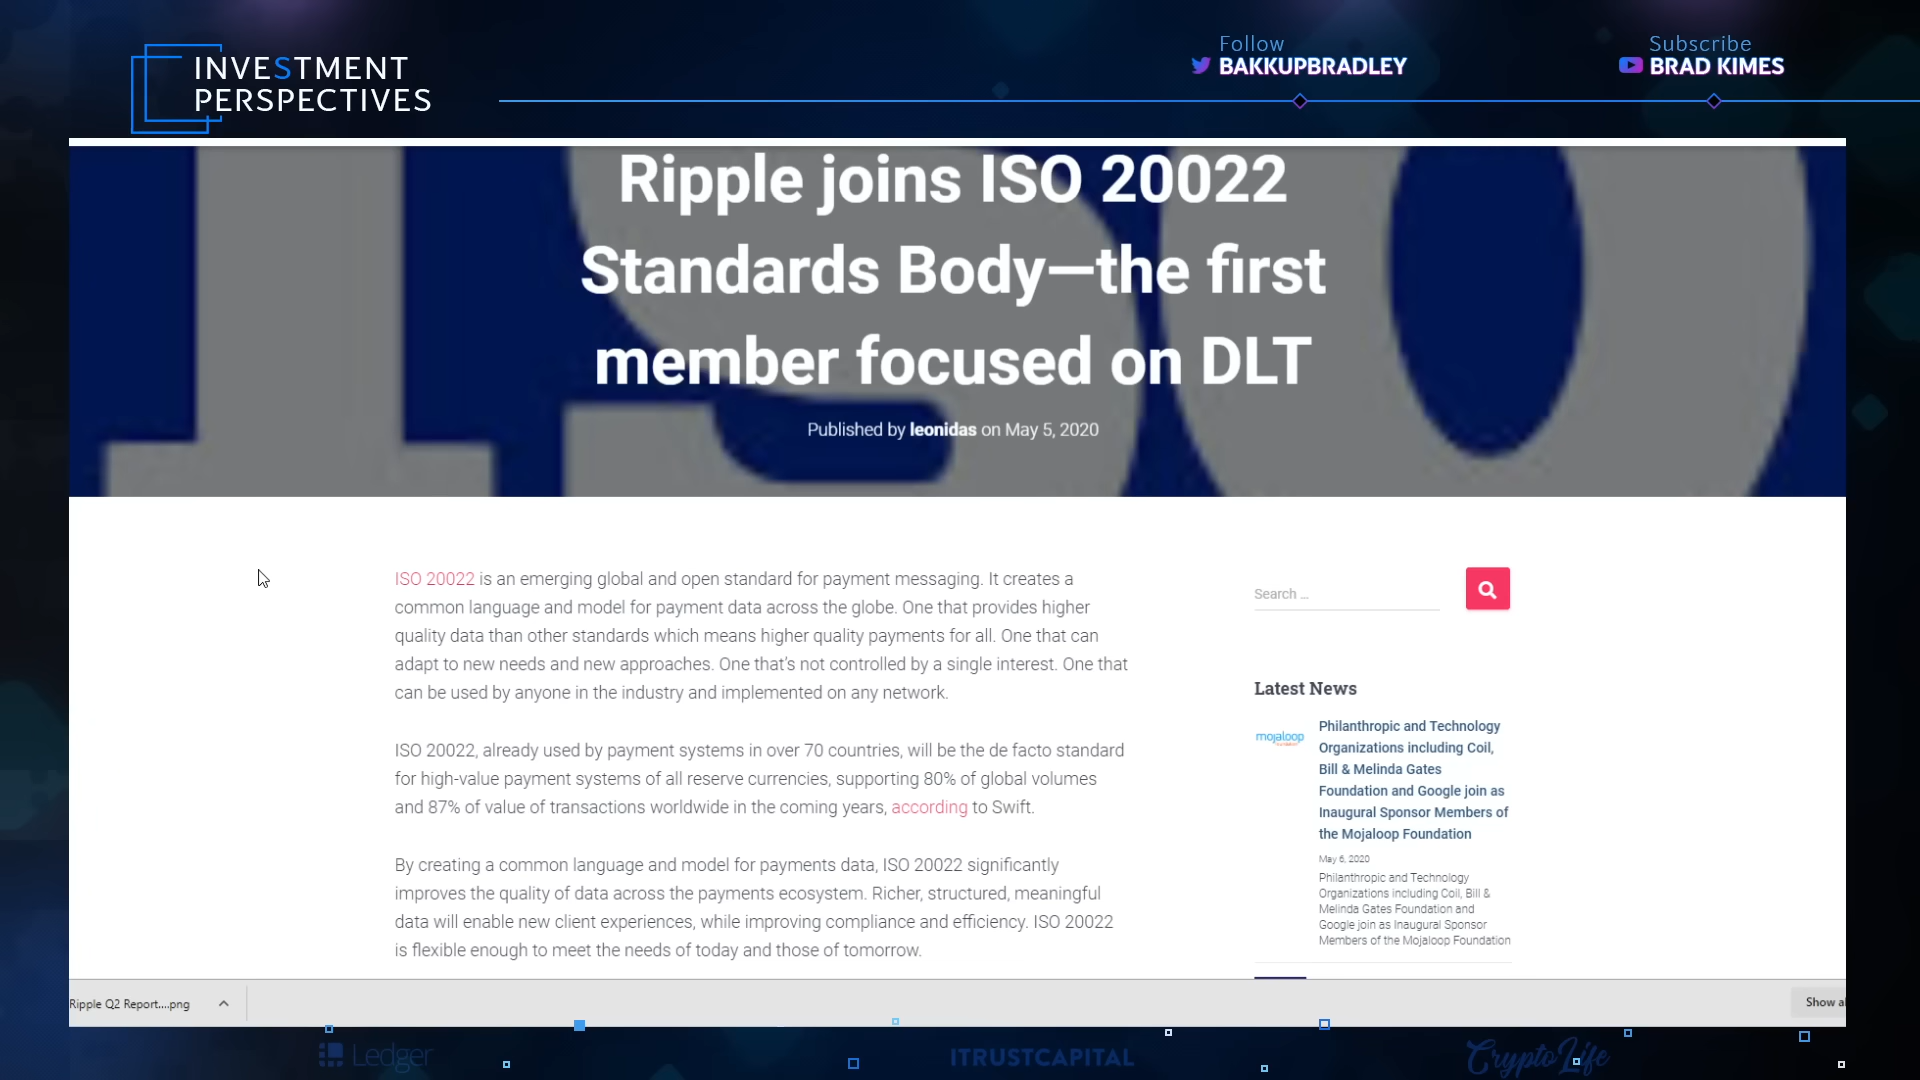 INVESTMENT
PERSPECTIVES
Follow
BAKKUPBRADLEY
Subscribe
BRAD KIMES
Ripple joins ISO 20022
Standards Body—the first
member focused on DLT
Published by leonidas on May 5, 2020
ISO 20022 is an emerging global and open standard for payment messaging. It creates a
common language and model for payment data across the globe. One that provides higher
quality data than other standards which means higher quality payments for all. One that can
adapt to new needs and new approaches. One that's not controlled by a single interest. One that
can be used by anyone in the industry and implemented on any network.
ISO 20022, already used by payment systems in over 70 countries, will be the de facto standard
for high-value payment systems of all reserve currencies, supporting 80% of global volumes
and 87% of value of transactions worldwide in the coming years, according to Swift.
By creating a common language and model for payments data, ISO 20022 significantly
improves the quality of data across the payments ecosystem. Richer, structured, meaningful
data will enable new client experiences, while improving compliance and efficiency. ISO 20022
is flexible enough to meet the needs of today and those of tomorrow.
Search ...
Latest News
mojaloop
Philanthropic and Technology
Organizations including Coil,
Bill & Melinda Gates
Foundation and Google join as
Inaugural Sponsor Members of
the Mojaloop Foundation
May 6, 2020
Philanthropic and Technology
Organizations including Coil, Bill &
Melinda Gates Foundation and
Google join as Inaugural Sponsor
Members of the Mojaloop Foundation
Ripple Q2 Report....png
Show al
Ledger
ITRUSTCAPITAL
CryptoLife